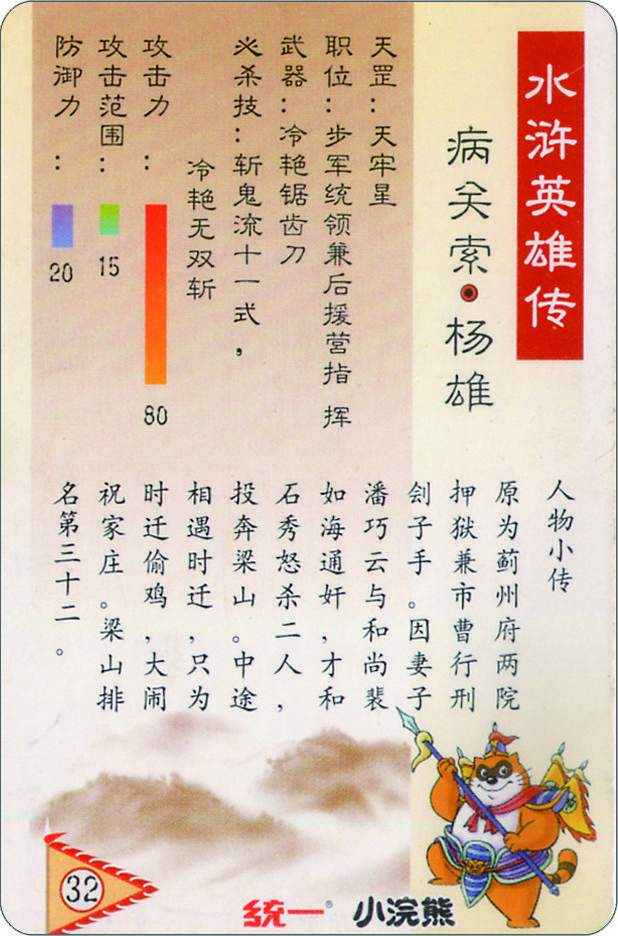 水浒英雄传
病关索·杨雄
天罡：天牢星
职位：步军统领兼后援营指挥
武器：冷艳锯齿刀
必杀技：斩鬼流十一式，
冷艳无双斩
攻击力：
80
攻击范围：
15
防御力：
20
人物小传
原为蓟州府两院
押狱兼市曹行刑
刽子手。因妻子
潘巧云与和尚裴
如海通奸，才和
石秀怒杀二人，
投奔梁山。中途
相遇时迁，只为
时迁偷鸡，大闹
祝家庄。梁山排
名第三十二。
32
统一® 小浣熊